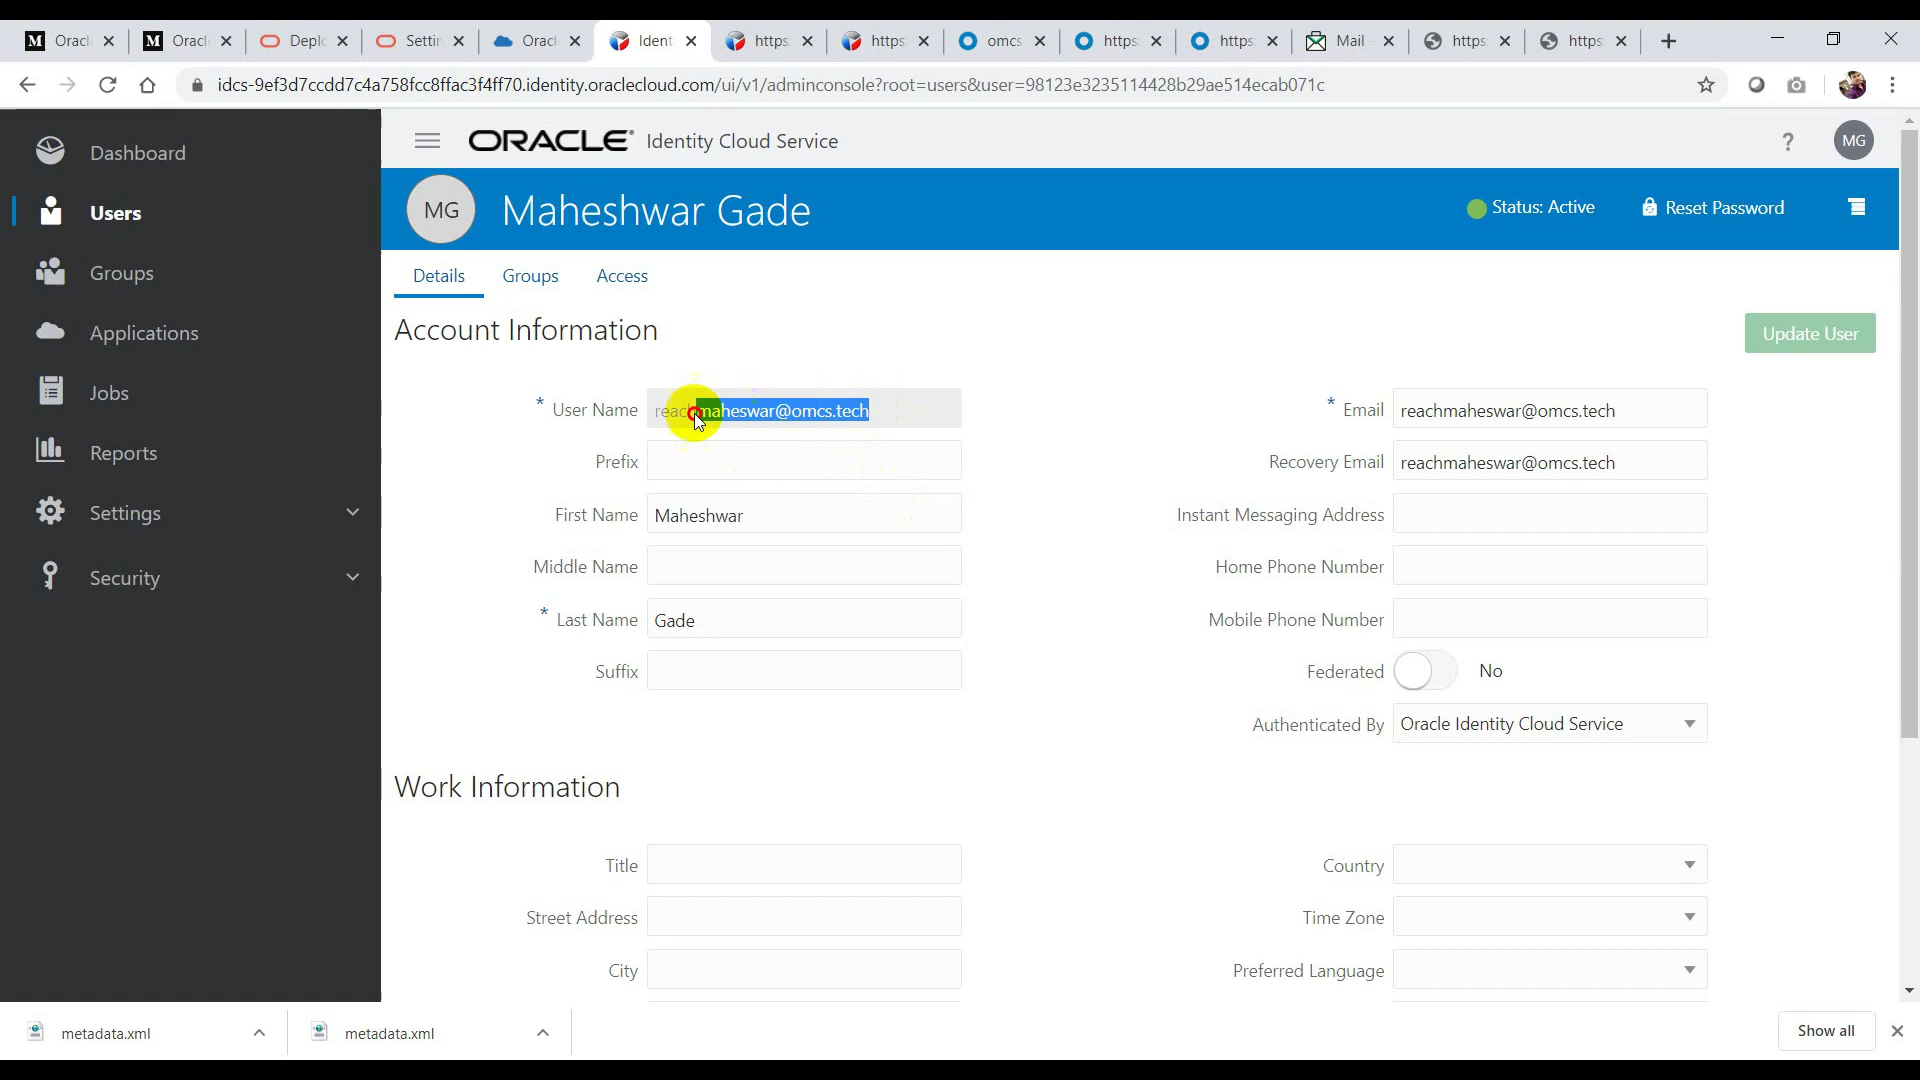 Oracl
Oracl
Deplo
Settir
Oracl
Ident
https:
https:
omcs
https:
https:
Mail
https:
https:
idcs-9ef3d7ccdd7c4a758fcc8ffac3f4ff70.identity.oraclecloud.com/ui/v1/adminconsole?root=users&user=98123e3235114428b29ae514ecab071c
Dashboard
Users
Groups
Applications
Jobs
Reports
Settings
Security
ORACLE® Identity Cloud Service
?
MG
MG
Maheshwar Gade
Status: Active
Reset Password
Details
Groups
Access
Account Information
Update User
* User Name reachmaheswar@omcs.tech
Prefix
First Name Maheshwar
Middle Name
* Last Name Gade
Suffix
* Email reachmaheswar@omcs.tech
Recovery Email reachmaheswar@omcs.tech
Instant Messaging Address
Home Phone Number
Mobile Phone Number
Federated No
Authenticated By Oracle Identity Cloud Service
Work Information
Title
Street Address
City
Country
Time Zone
Preferred Language
metadata.xml
metadata.xml
Show all